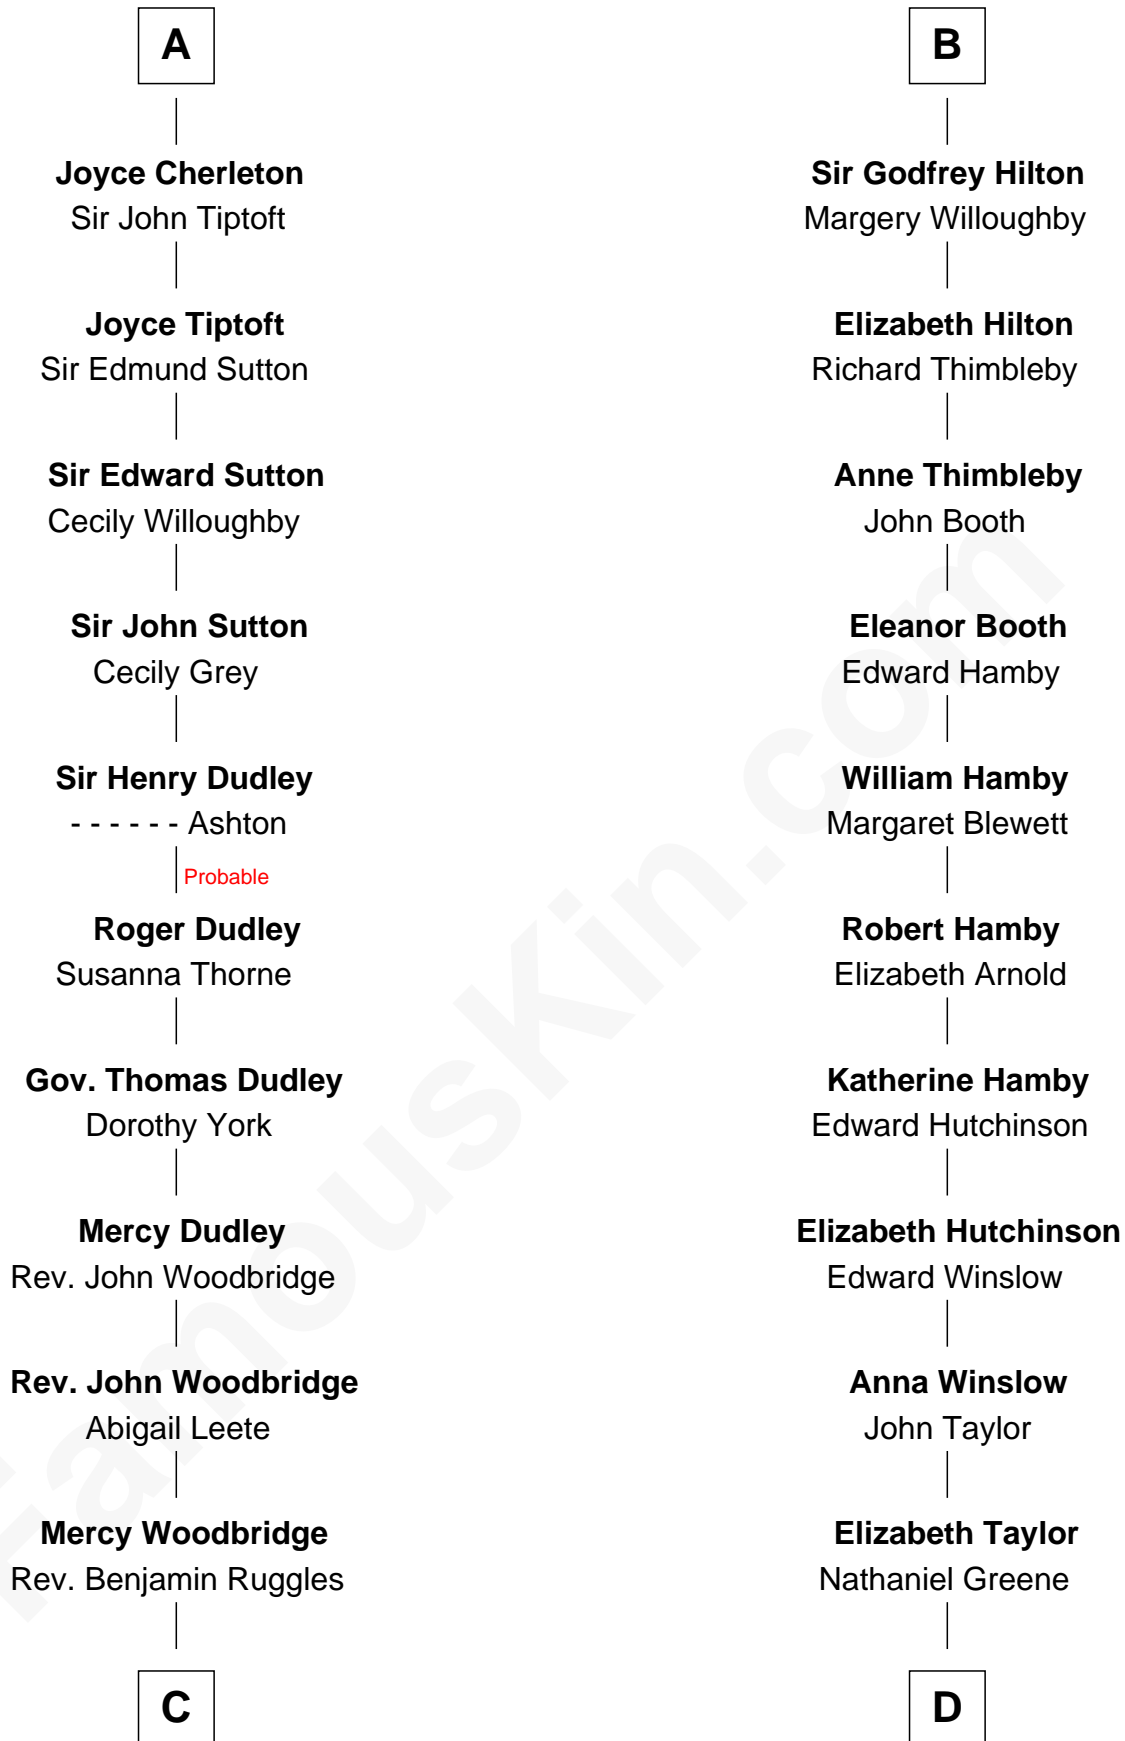 A
Joyce Cherleton
Sir John Tiptoft
Joyce Tiptoft
Sir Edmund Sutton
Sir Edward Sutton
Cecily Willoughby
Sir John Sutton
Cecily Grey
Sir Henry Dudley
- - - - - - Ashton
Probable
Roger Dudley
Susanna Thorne
Gov. Thomas Dudley
Dorothy York
Mercy Dudley
Rev. John Woodbridge
Rev. John Woodbridge
Abigail Leete
Mercy Woodbridge
Rev. Benjamin Ruggles
C
B
Sir Godfrey Hilton
Margery Willoughby
Elizabeth Hilton
Richard Thimbleby
Anne Thimbleby
John Booth
Eleanor Booth
Edward Hamby
William Hamby
Margaret Blewett
Robert Hamby
Elizabeth Arnold
Katherine Hamby
Edward Hutchinson
Elizabeth Hutchinson
Edward Winslow
Anna Winslow
John Taylor
Elizabeth Taylor
Nathaniel Greene
D
FamousKin.com